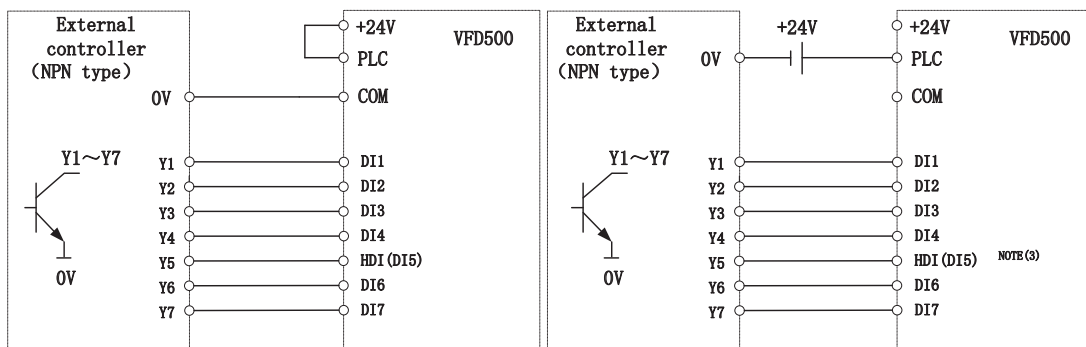 External
controller
(NPN type)
+24V
VFD500
PLC
0V
COM
Y1～Y7
Y1
DI1
Y2
DI2
Y3
DI3
Y4
DI4
Y5
HDI(DI5)
0V
Y6
DI6
Y7
DI7
External
controller
(NPN type)
+24V
+24V
VFD500
0V
PLC
COM
Y1～Y7
Y1
DI1
Y2
DI2
Y3
DI3
Y4
DI4
Y5
HDI(DI5) NOTE(3)
0V
Y6
DI6
Y7
DI7